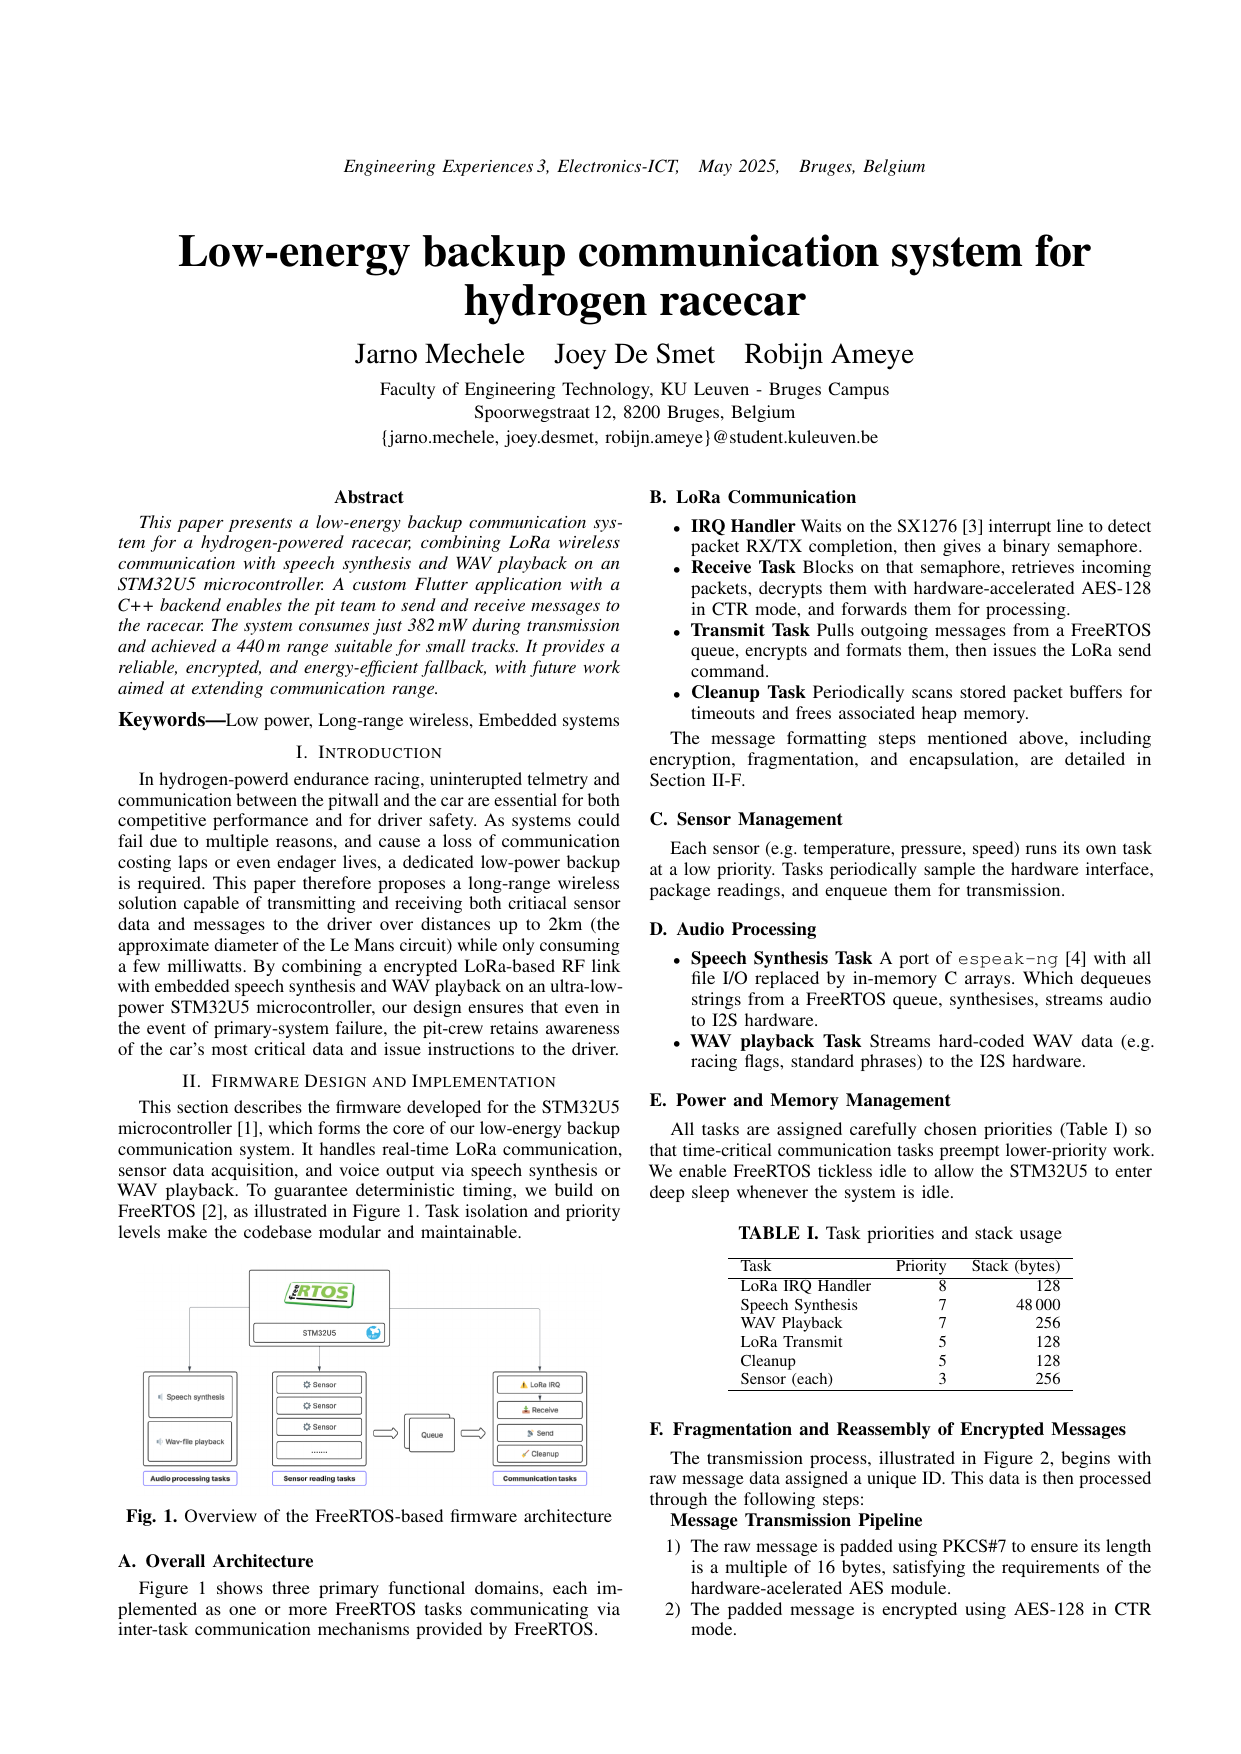 Engineering Experiences 3, Electronics-ICT, May 2025, Bruges, Belgium
Low-energy backup communication system for
hydrogen racecar
Jarno Mechele Joey De Smet Robijn Ameye
Faculty of Engineering Technology, KU Leuven - Bruges Campus
Spoorwegstraat 12, 8200 Bruges, Belgium
{jarno.mechele, joey.desmet, robijn.ameye}@student.kuleuven.be
Abstract
This paper presents a low-energy backup communication sys-
tem for a hydrogen-powered racecar, combining LoRa wireless
communication with speech synthesis and WAV playback on an
STM32U5 microcontroller. A custom Flutter application with a
C++ backend enables the pit team to send and receive messages to
the racecar. The system consumes just 382 mW during transmission
and achieved a 440 m range suitable for small tracks. It provides a
reliable, encrypted, and energy-efficient fallback, with future work
aimed at extending communication range.
Keywords—Low power, Long-range wireless, Embedded systems
I. INTRODUCTION
In hydrogen-powerd endurance racing, uninterupted telmetry and
communication between the pitwall and the car are essential for both
competitive performance and for driver safety. As systems could
fail due to multiple reasons, and cause a loss of communication
costing laps or even endager lives, a dedicated low-power backup
is required. This paper therefore proposes a long-range wireless
solution capable of transmitting and receiving both critiacal sensor
data and messages to the driver over distances up to 2km (the
approximate diameter of the Le Mans circuit) while only consuming
a few milliwatts. By combining a encrypted LoRa-based RF link
with embedded speech synthesis and WAV playback on an ultra-low-
power STM32U5 microcontroller, our design ensures that even in
the event of primary-system failure, the pit-crew retains awareness
of the car's most critical data and issue instructions to the driver.
II. FIRMWARE DESIGN AND IMPLEMENTATION
This section describes the firmware developed for the STM32U5
microcontroller [1], which forms the core of our low-energy backup
communication system. It handles real-time LoRa communication,
sensor data acquisition, and voice output via speech synthesis or
WAV playback. To guarantee deterministic timing, we build on
FreeRTOS [2], as illustrated in Figure 1. Task isolation and priority
levels make the codebase modular and maintainable.
free RTOS
STM32U5
Speech synthesis
Wav-file playback
Audio processing tasks
Sensor
Sensor
Sensor
.......
Sensor reading tasks
Queue
LoRa IRQ
Receive
Send
Cleanup
Communication tasks
Fig. 1. Overview of the FreeRTOS-based firmware architecture
A. Overall Architecture
Figure 1 shows three primary functional domains, each im-
plemented as one or more FreeRTOS tasks communicating via
inter-task communication mechanisms provided by FreeRTOS.
B. LoRa Communication
• IRQ Handler Waits on the SX1276 [3] interrupt line to detect
packet RX/TX completion, then gives a binary semaphore.
• Receive Task Blocks on that semaphore, retrieves incoming
packets, decrypts them with hardware-accelerated AES-128
in CTR mode, and forwards them for processing.
• Transmit Task Pulls outgoing messages from a FreeRTOS
queue, encrypts and formats them, then issues the LoRa send
command.
• Cleanup Task Periodically scans stored packet buffers for
timeouts and frees associated heap memory.
The message formatting steps mentioned above, including
encryption, fragmentation, and encapsulation, are detailed in
Section II-F.
C. Sensor Management
Each sensor (e.g. temperature, pressure, speed) runs its own task
at a low priority. Tasks periodically sample the hardware interface,
package readings, and enqueue them for transmission.
D. Audio Processing
• Speech Synthesis Task A port of espeak-ng [4] with all
file I/O replaced by in-memory C arrays. Which dequeues
strings from a FreeRTOS queue, synthesises, streams audio
to I2S hardware.
• WAV playback Task Streams hard-coded WAV data (e.g.
racing flags, standard phrases) to the I2S hardware.
E. Power and Memory Management
All tasks are assigned carefully chosen priorities (Table I) so
that time-critical communication tasks preempt lower-priority work.
We enable FreeRTOS tickless idle to allow the STM32U5 to enter
deep sleep whenever the system is idle.
TABLE I. Task priorities and stack usage
Task Priority Stack (bytes)
LoRa IRQ Handler 8 128
Speech Synthesis 7 48 000
WAV Playback 7 256
LoRa Transmit 5 128
Cleanup 5 128
Sensor (each) 3 256
F. Fragmentation and Reassembly of Encrypted Messages
The transmission process, illustrated in Figure 2, begins with
raw message data assigned a unique ID. This data is then processed
through the following steps:
Message Transmission Pipeline
1) The raw message is padded using PKCS#7 to ensure its length
is a multiple of 16 bytes, satisfying the requirements of the
hardware-acelerated AES module.
2) The padded message is encrypted using AES-128 in CTR
mode.